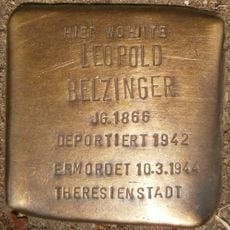 HIER WOHNTE
LEOPOLD
BELZINGER
JG. 1866
DEPORTIERT 1942
ERMORDET 10.3.1944
THERESIENSTADT